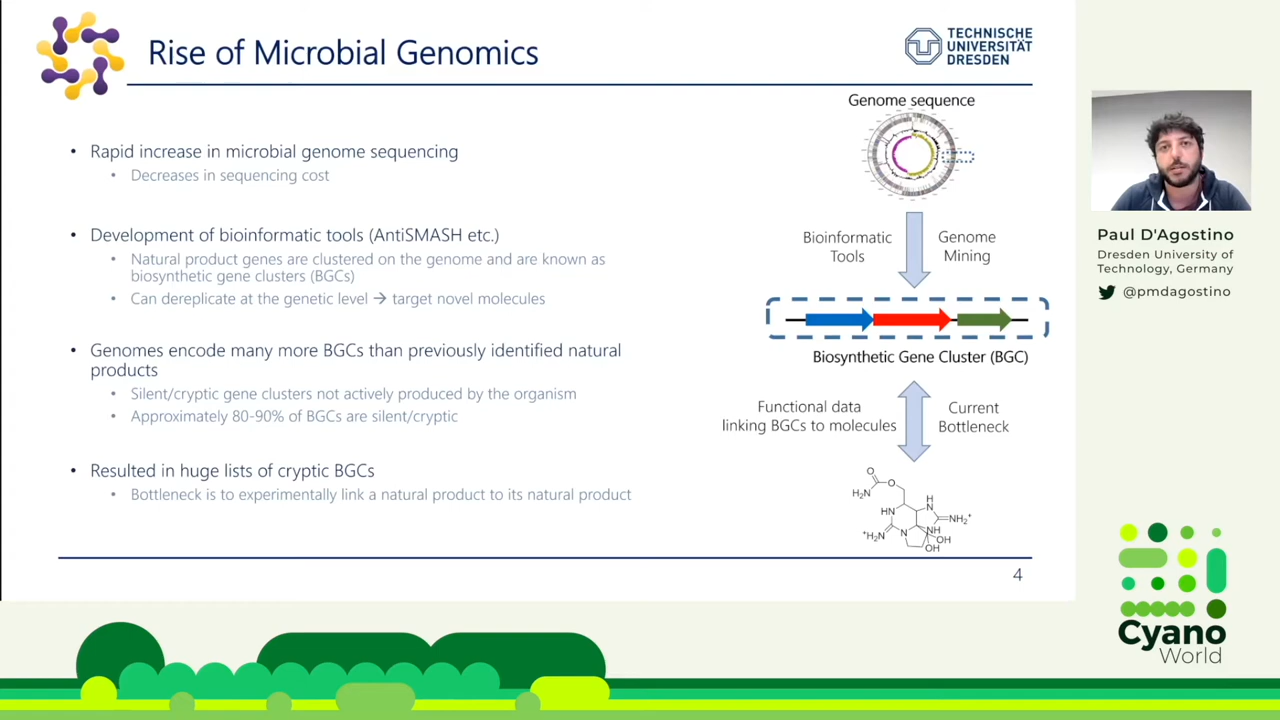 Rise of Microbial Genomics
TECHNISCHE
UNIVERSITÄT
DRESDEN
• Rapid increase in microbial genome sequencing
• Decreases in sequencing cost
• Development of bioinformatic tools (AntiSMASH etc.)
• Natural product genes are clustered on the genome and are known as
biosynthetic gene clusters (BGCs)
• Can dereplicate at the genetic level → target novel molecules
• Genomes encode many more BGCs than previously identified natural
products
• Silent/cryptic gene clusters not actively produced by the organism
• Approximately 80-90% of BGCs are silent/cryptic
• Resulted in huge lists of cryptic BGCs
• Bottleneck is to experimentally link a natural product to its natural product
Genome sequence
Bioinformatic
Tools
Genome
Mining
Biosynthetic Gene Cluster (BGC)
Functional data
linking BGCs to molecules
Current
Bottleneck
O
H₂N
O
H
N
HN
NH₂⁺
NH
⁺H₂N
N
OH
OH
4
Paul D'Agostino
Dresden University of
Technology, Germany
@pmdagostino
Cyano
World